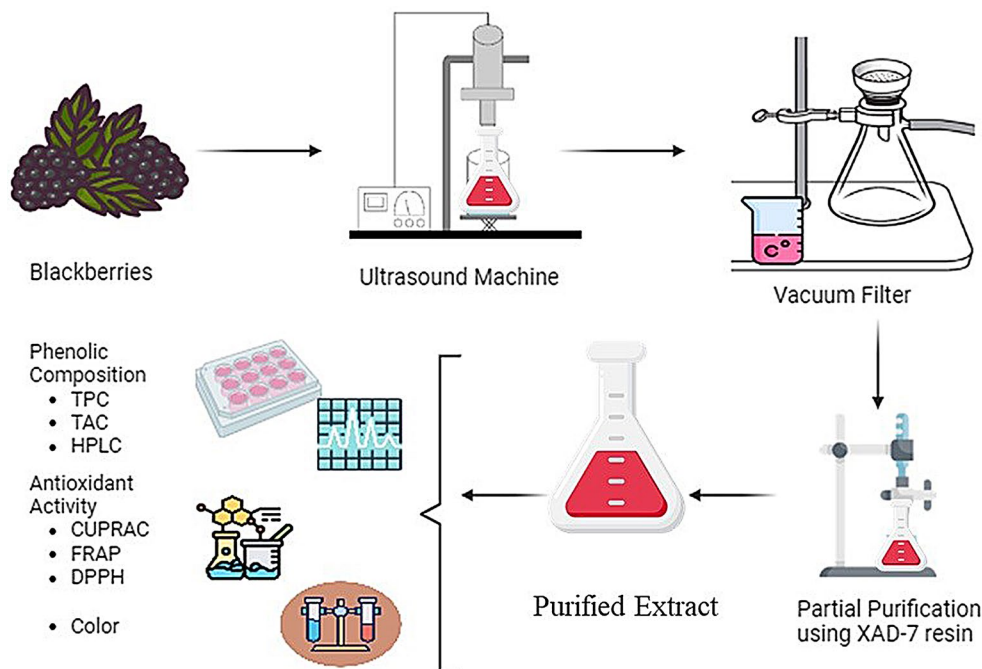 Blackberries
Ultrasound Machine
Vacuum Filter
C°
Partial Purification
using XAD-7 resin
Purified Extract
Phenolic
Composition
• TPC
• TAC
• HPLC
Antioxidant
Activity
• CUPRAC
• FRAP
• DPPH
• Color